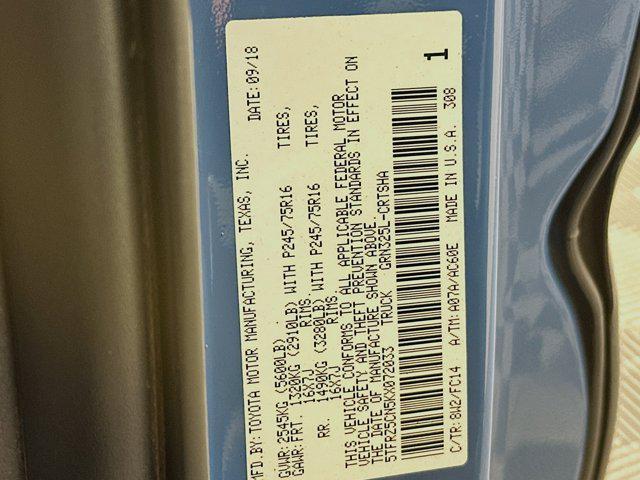 MFD.BY: TOYOTA MOTOR MANUFACTURING, TEXAS, INC. DATE: 09/18
GVWR: 2545KG (5600LB)
GAWR: FRT. 1320KG (2910LB) WITH P245/75R16 TIRES,
16X7J RIMS
RR. 1490KG (3280LB) WITH P245/75R16 TIRES,
16X7J RIMS
THIS VEHICLE CONFORMS TO ALL APPLICABLE FEDERAL MOTOR
VEHICLE SAFETY AND THEFT PREVENTION STANDARDS IN EFFECT ON
THE DATE OF MANUFACTURE SHOWN ABOVE.
5TFRZ5CN5KX072033 TRUCK GRN325L-CRTSHA
C/TR: 8W2/FC14 A/TM: A07A/AC60E MADE IN U.S.A. 308
1